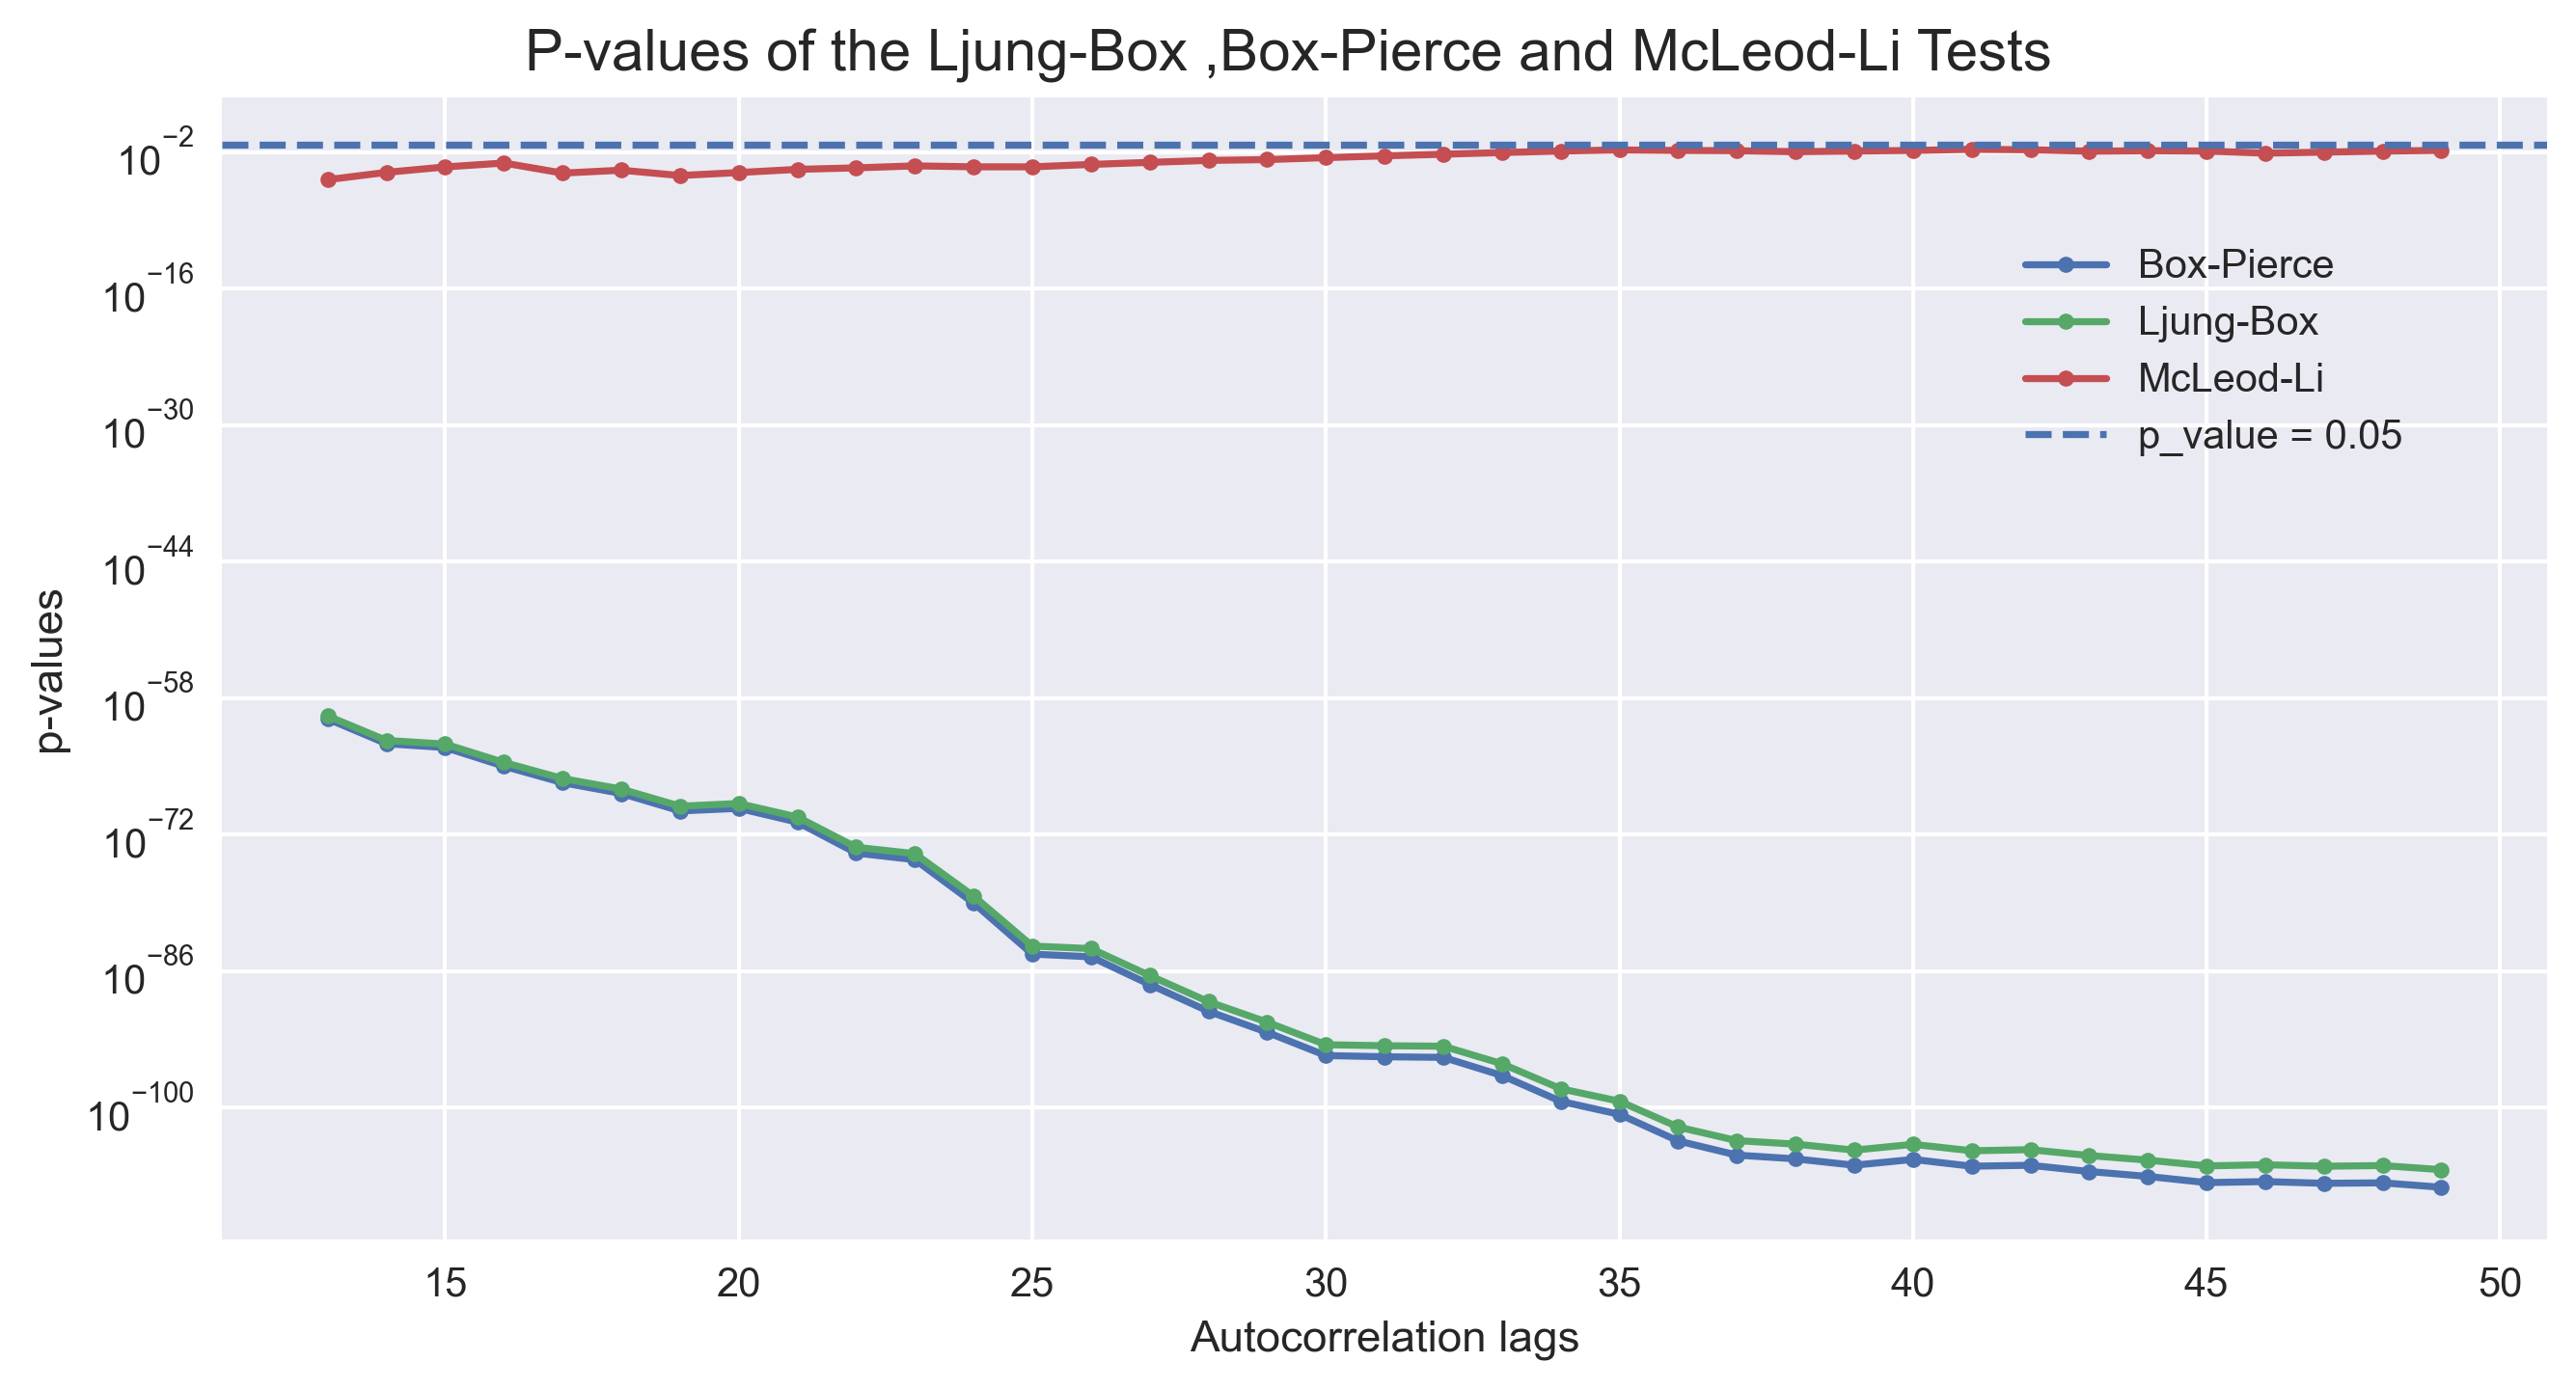 P-values of the Ljung-Box ,Box-Pierce and McLeod-Li Tests
p-values
10⁻²
10⁻¹⁶
10⁻³⁰
10⁻⁴⁴
10⁻⁵⁸
10⁻⁷²
10⁻⁸⁶
10⁻¹⁰⁰
Box-Pierce
Ljung-Box
McLeod-Li
p_value = 0.05
15 20 25 30 35 40 45 50
Autocorrelation lags